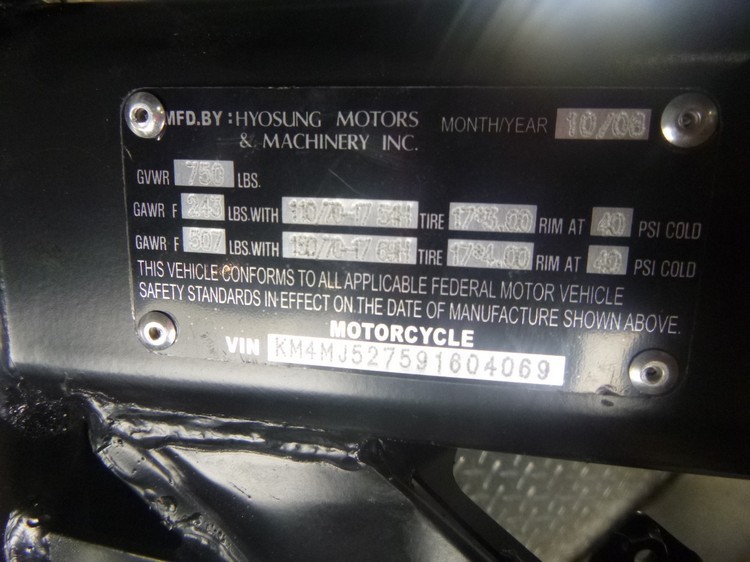 MFD.BY : HYOSUNG MOTORS & MACHINERY INC. MONTH/YEAR 10/08
GVWR 750 LBS.
GAWR F 243 LBS.WITH 110/70-17 54H TIRE 17*3.00 RIM AT 40 PSI COLD
GAWR F 507 LBS.WITH 150/70-17 64H TIRE 17*4.00 RIM AT 40 PSI COLD
THIS VEHICLE CONFORMS TO ALL APPLICABLE FEDERAL MOTOR VEHICLE
SAFETY STANDARDS IN EFFECT ON THE DATE OF MANUFACTURE SHOWN ABOVE.
MOTORCYCLE
VIN KM4MJ527591604069